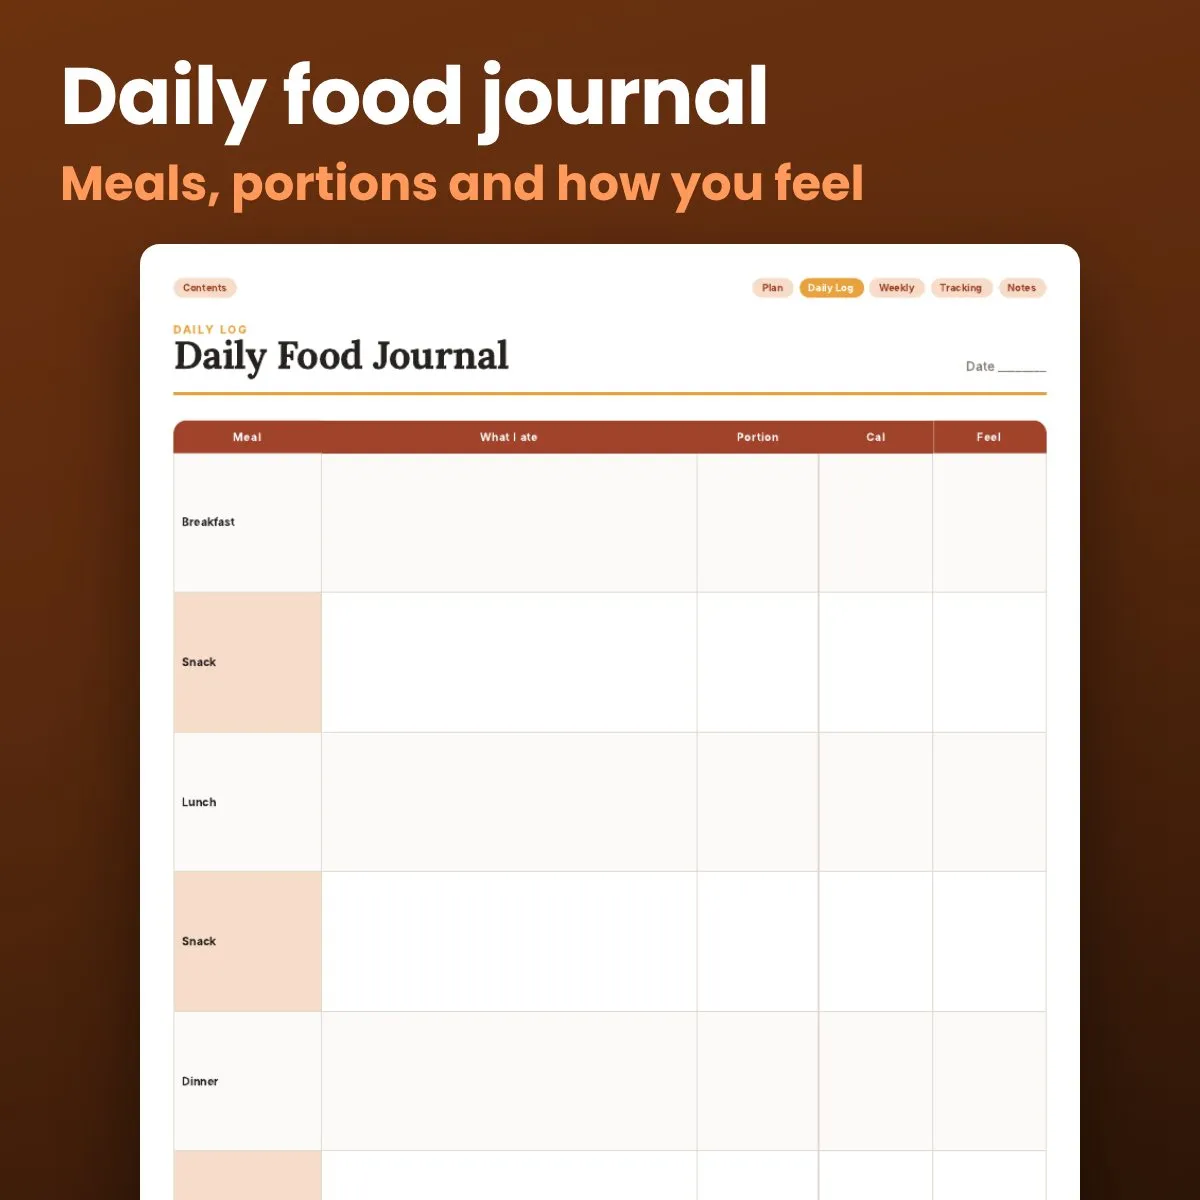 Daily food journal
Meals, portions and how you feel
Contents Plan Daily Log Weekly Tracking Notes
DAILY LOG
Daily Food Journal
Date _______
Meal What I ate Portion Cal Feel
Breakfast
Snack
Lunch
Snack
Dinner